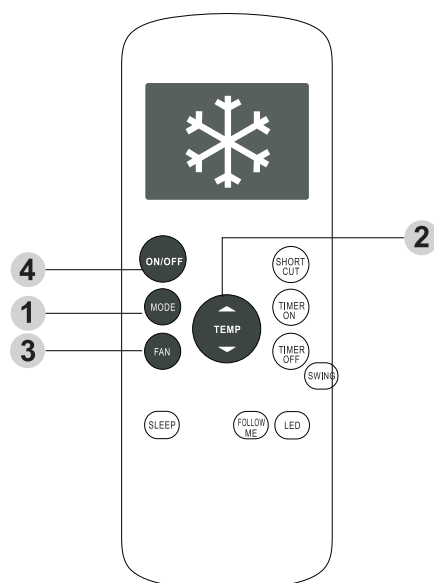 2
ON/OFF
SHORT
CUT
4
MODE
1
TEMP
TIMER
ON
FAN
3
TIMER
OFF
SWING
SLEEP
FOLLOW
ME
LED